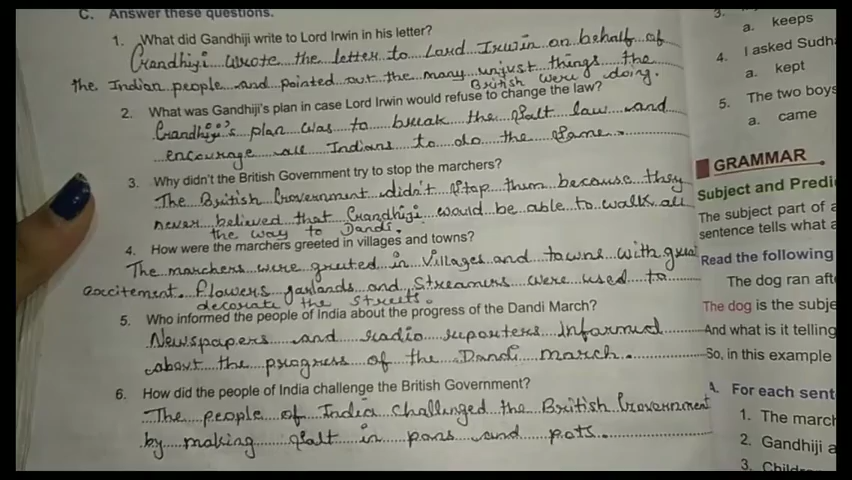 C. Answer these questions.
1. What did Gandhiji write to Lord Irwin in his letter?
Gandhiji wrote the letter to Lord Irwin on behalf of
the Indian people and pointed out the many unjust things the
British were doing.
2. What was Gandhiji's plan in case Lord Irwin would refuse to change the law?
Gandhiji's plan was to break the Salt law and
encourage all Indians to do the same.
3. Why didn't the British Government try to stop the marchers?
The British Government didn't stop them because they
never believed that Gandhiji would be able to walk all
the way to Dandi.
4. How were the marchers greeted in villages and towns?
The marchers were greeted in villages and towns with great
excitement. Flowers garlands and streamers were used to
decorate the streets.
5. Who informed the people of India about the progress of the Dandi March?
Newspapers and radio reporters informed
about the progress of the Dandi march.
6. How did the people of India challenge the British Government?
The people of India challenged the British Government
by making salt in pans and pots.
3.
a. keeps
4. I asked Sudh
a. kept
5. The two boys
a. came
GRAMMAR
Subject and Predi
The subject part of a
sentence tells what a
Read the following
The dog ran aft
The dog is the subje
And what is it telling
So, in this example
A. For each sent
1. The march
2. Gandhiji a
3. Childre